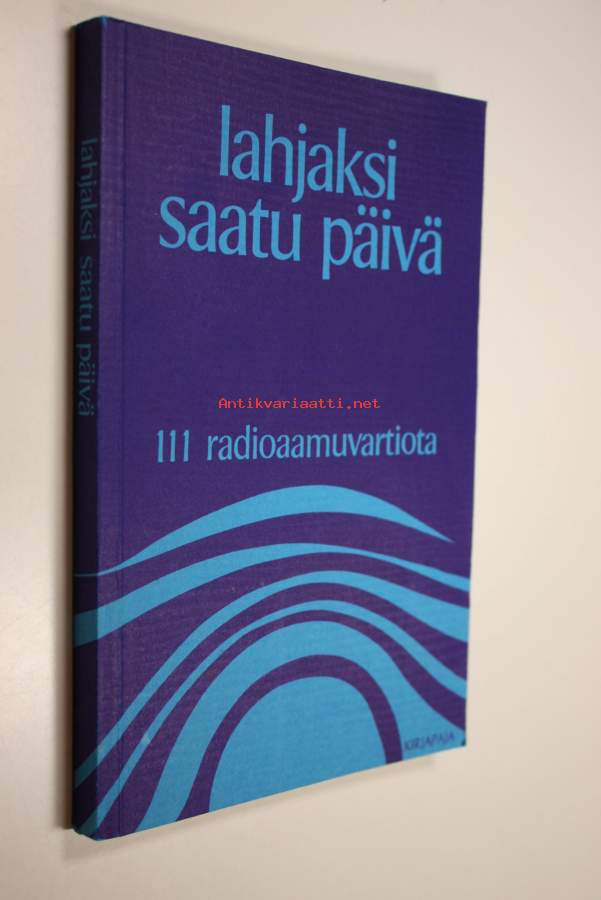 lahjaksi
saatu päivä
lahjaksi saatu päivä
Antikvariaatti.net
111 radioaamuvartiota
KIRJAPAJA